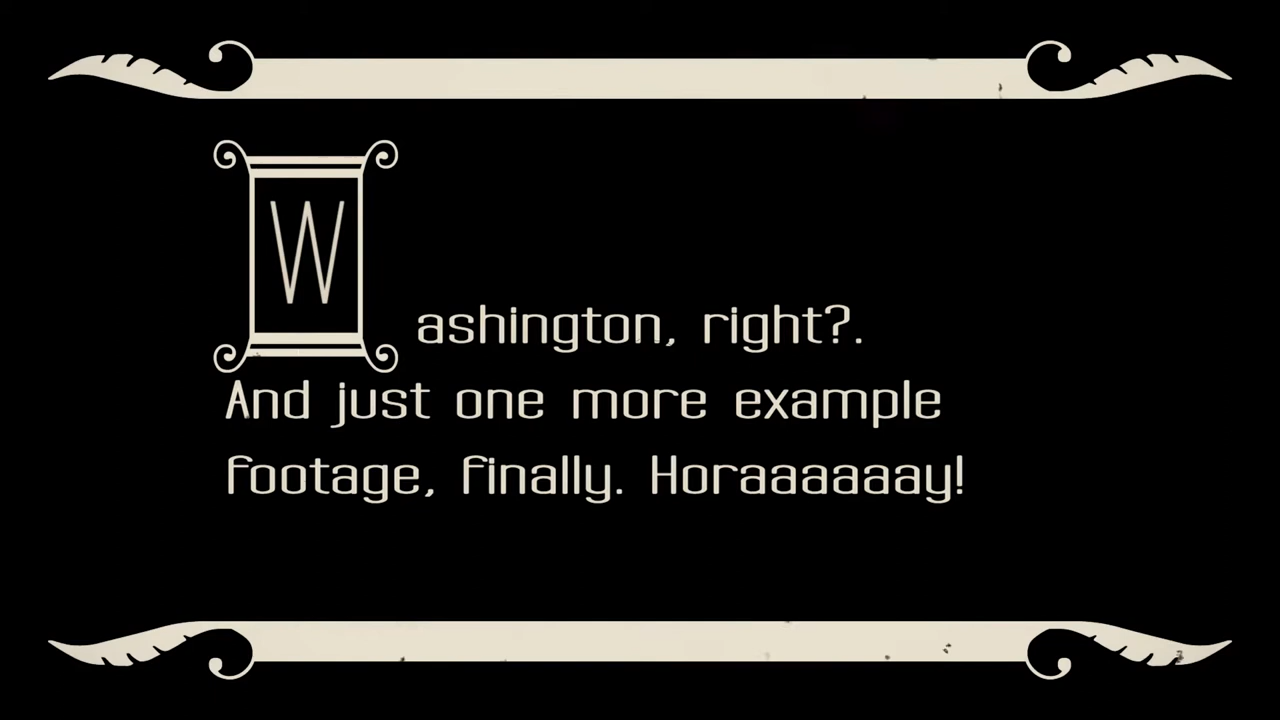 Washington, right?.
And just one more example
footage, finally. Horaaaaaay!